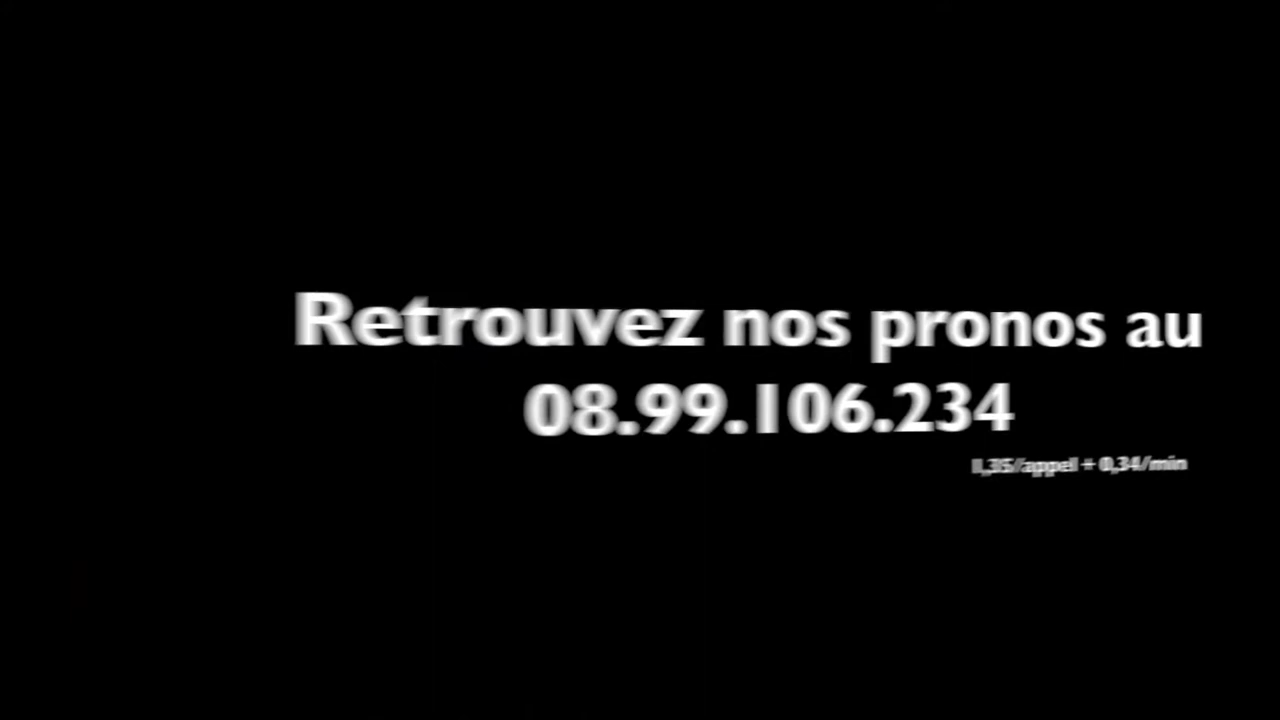 Retrouvez nos pronos au
08.99.106.234
1,35/appel + 0,34/min